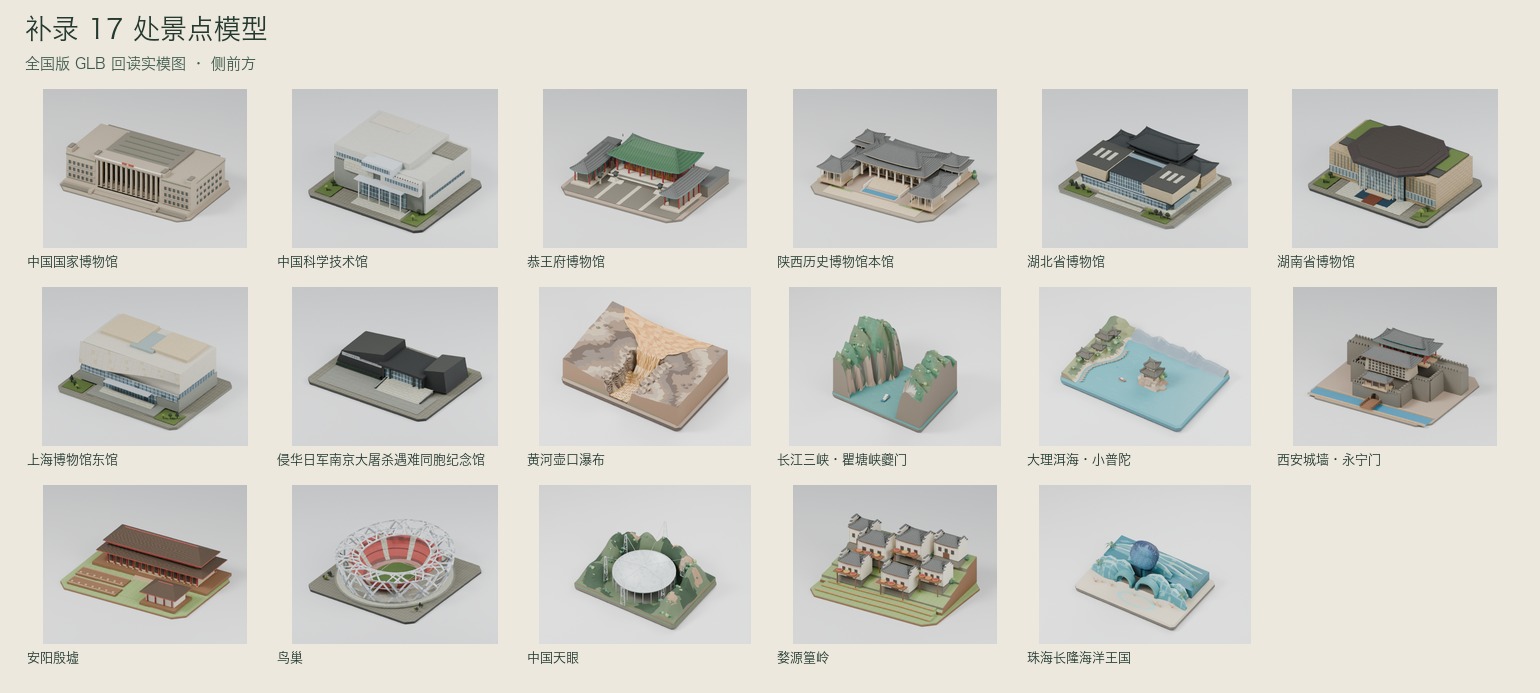 补录 17 处景点模型
全国版 GLB 回读实模图 · 侧前方
中国国家博物馆
中国科学技术馆
恭王府博物馆
陕西历史博物馆本馆
湖北省博物馆
湖南省博物馆
上海博物馆东馆
侵华日军南京大屠杀遇难同胞纪念馆
黄河壶口瀑布
长江三峡·瞿塘峡夔门
大理洱海·小普陀
西安城墙·永宁门
安阳殷墟
鸟巢
中国天眼
婺源篁岭
珠海长隆海洋王国